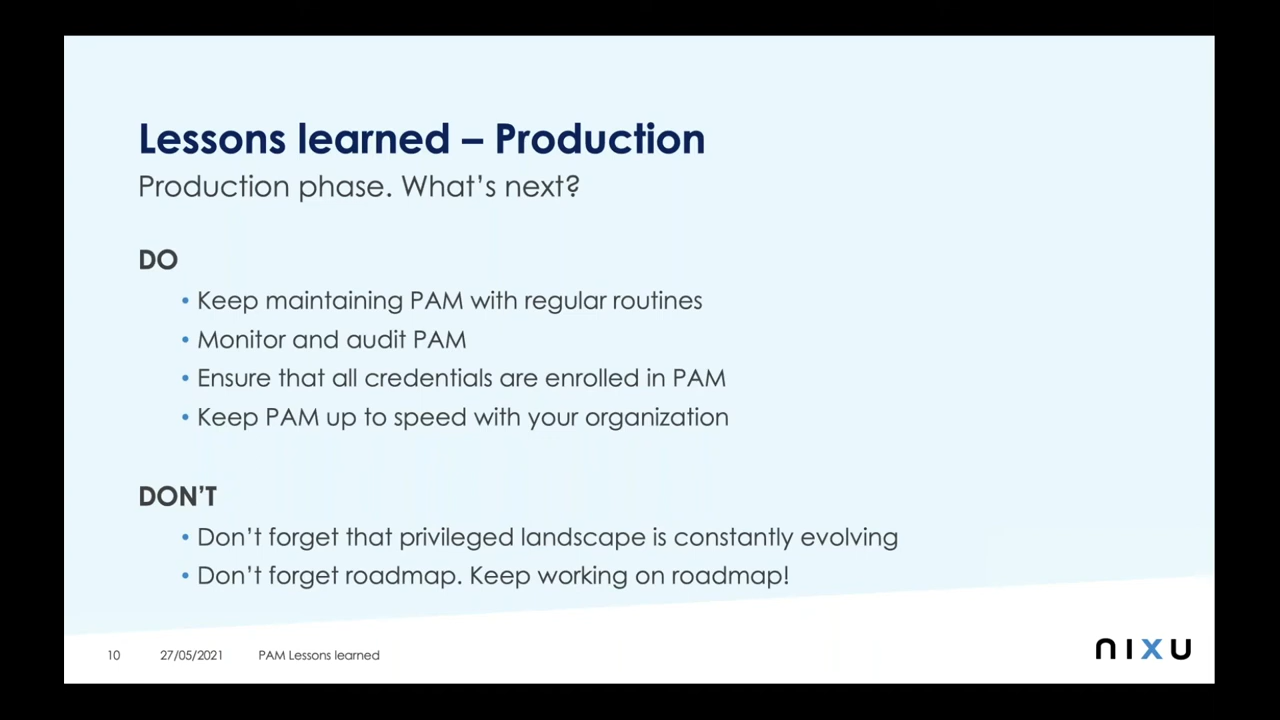 Lessons learned – Production
Production phase. What's next?
DO
• Keep maintaining PAM with regular routines
• Monitor and audit PAM
• Ensure that all credentials are enrolled in PAM
• Keep PAM up to speed with your organization
DON'T
• Don't forget that privileged landscape is constantly evolving
• Don't forget roadmap. Keep working on roadmap!
10 27/05/2021 PAM Lessons learned
nixu